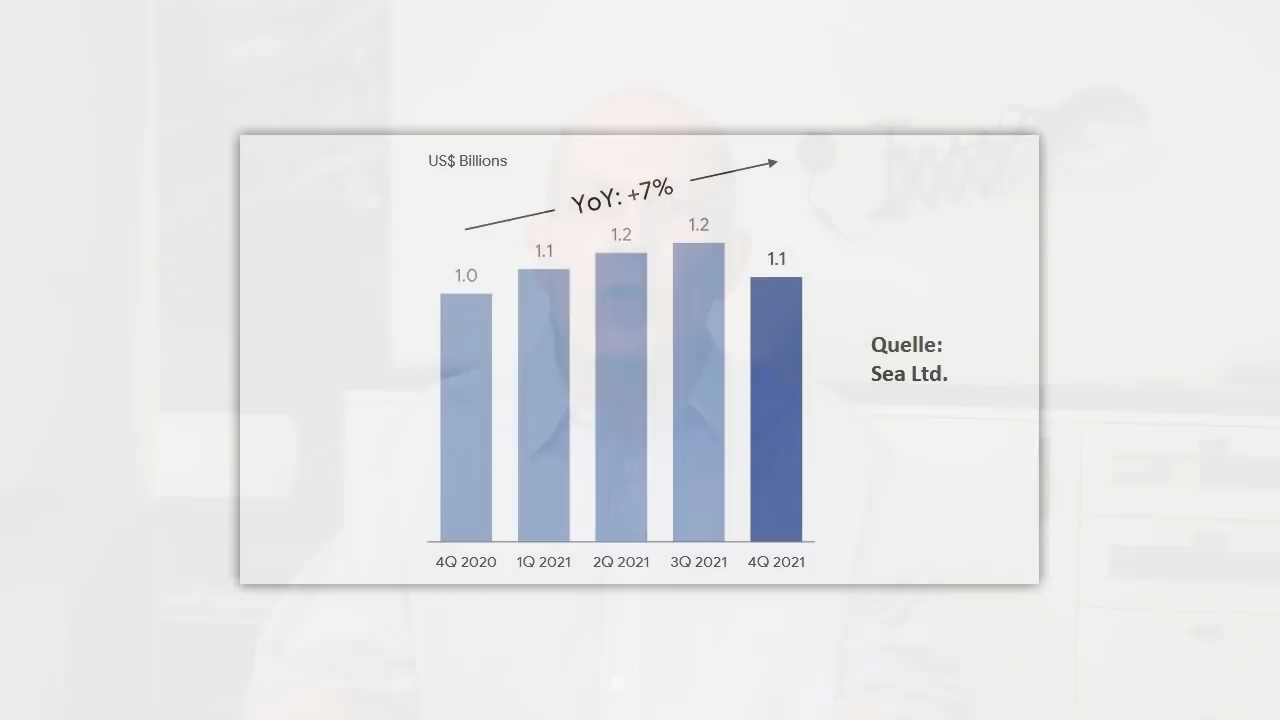 US$ Billions
YoY: +7%
1.0
1.1
1.2
1.2
1.1
Quelle:
Sea Ltd.
4Q 2020
1Q 2021
2Q 2021
3Q 2021
4Q 2021